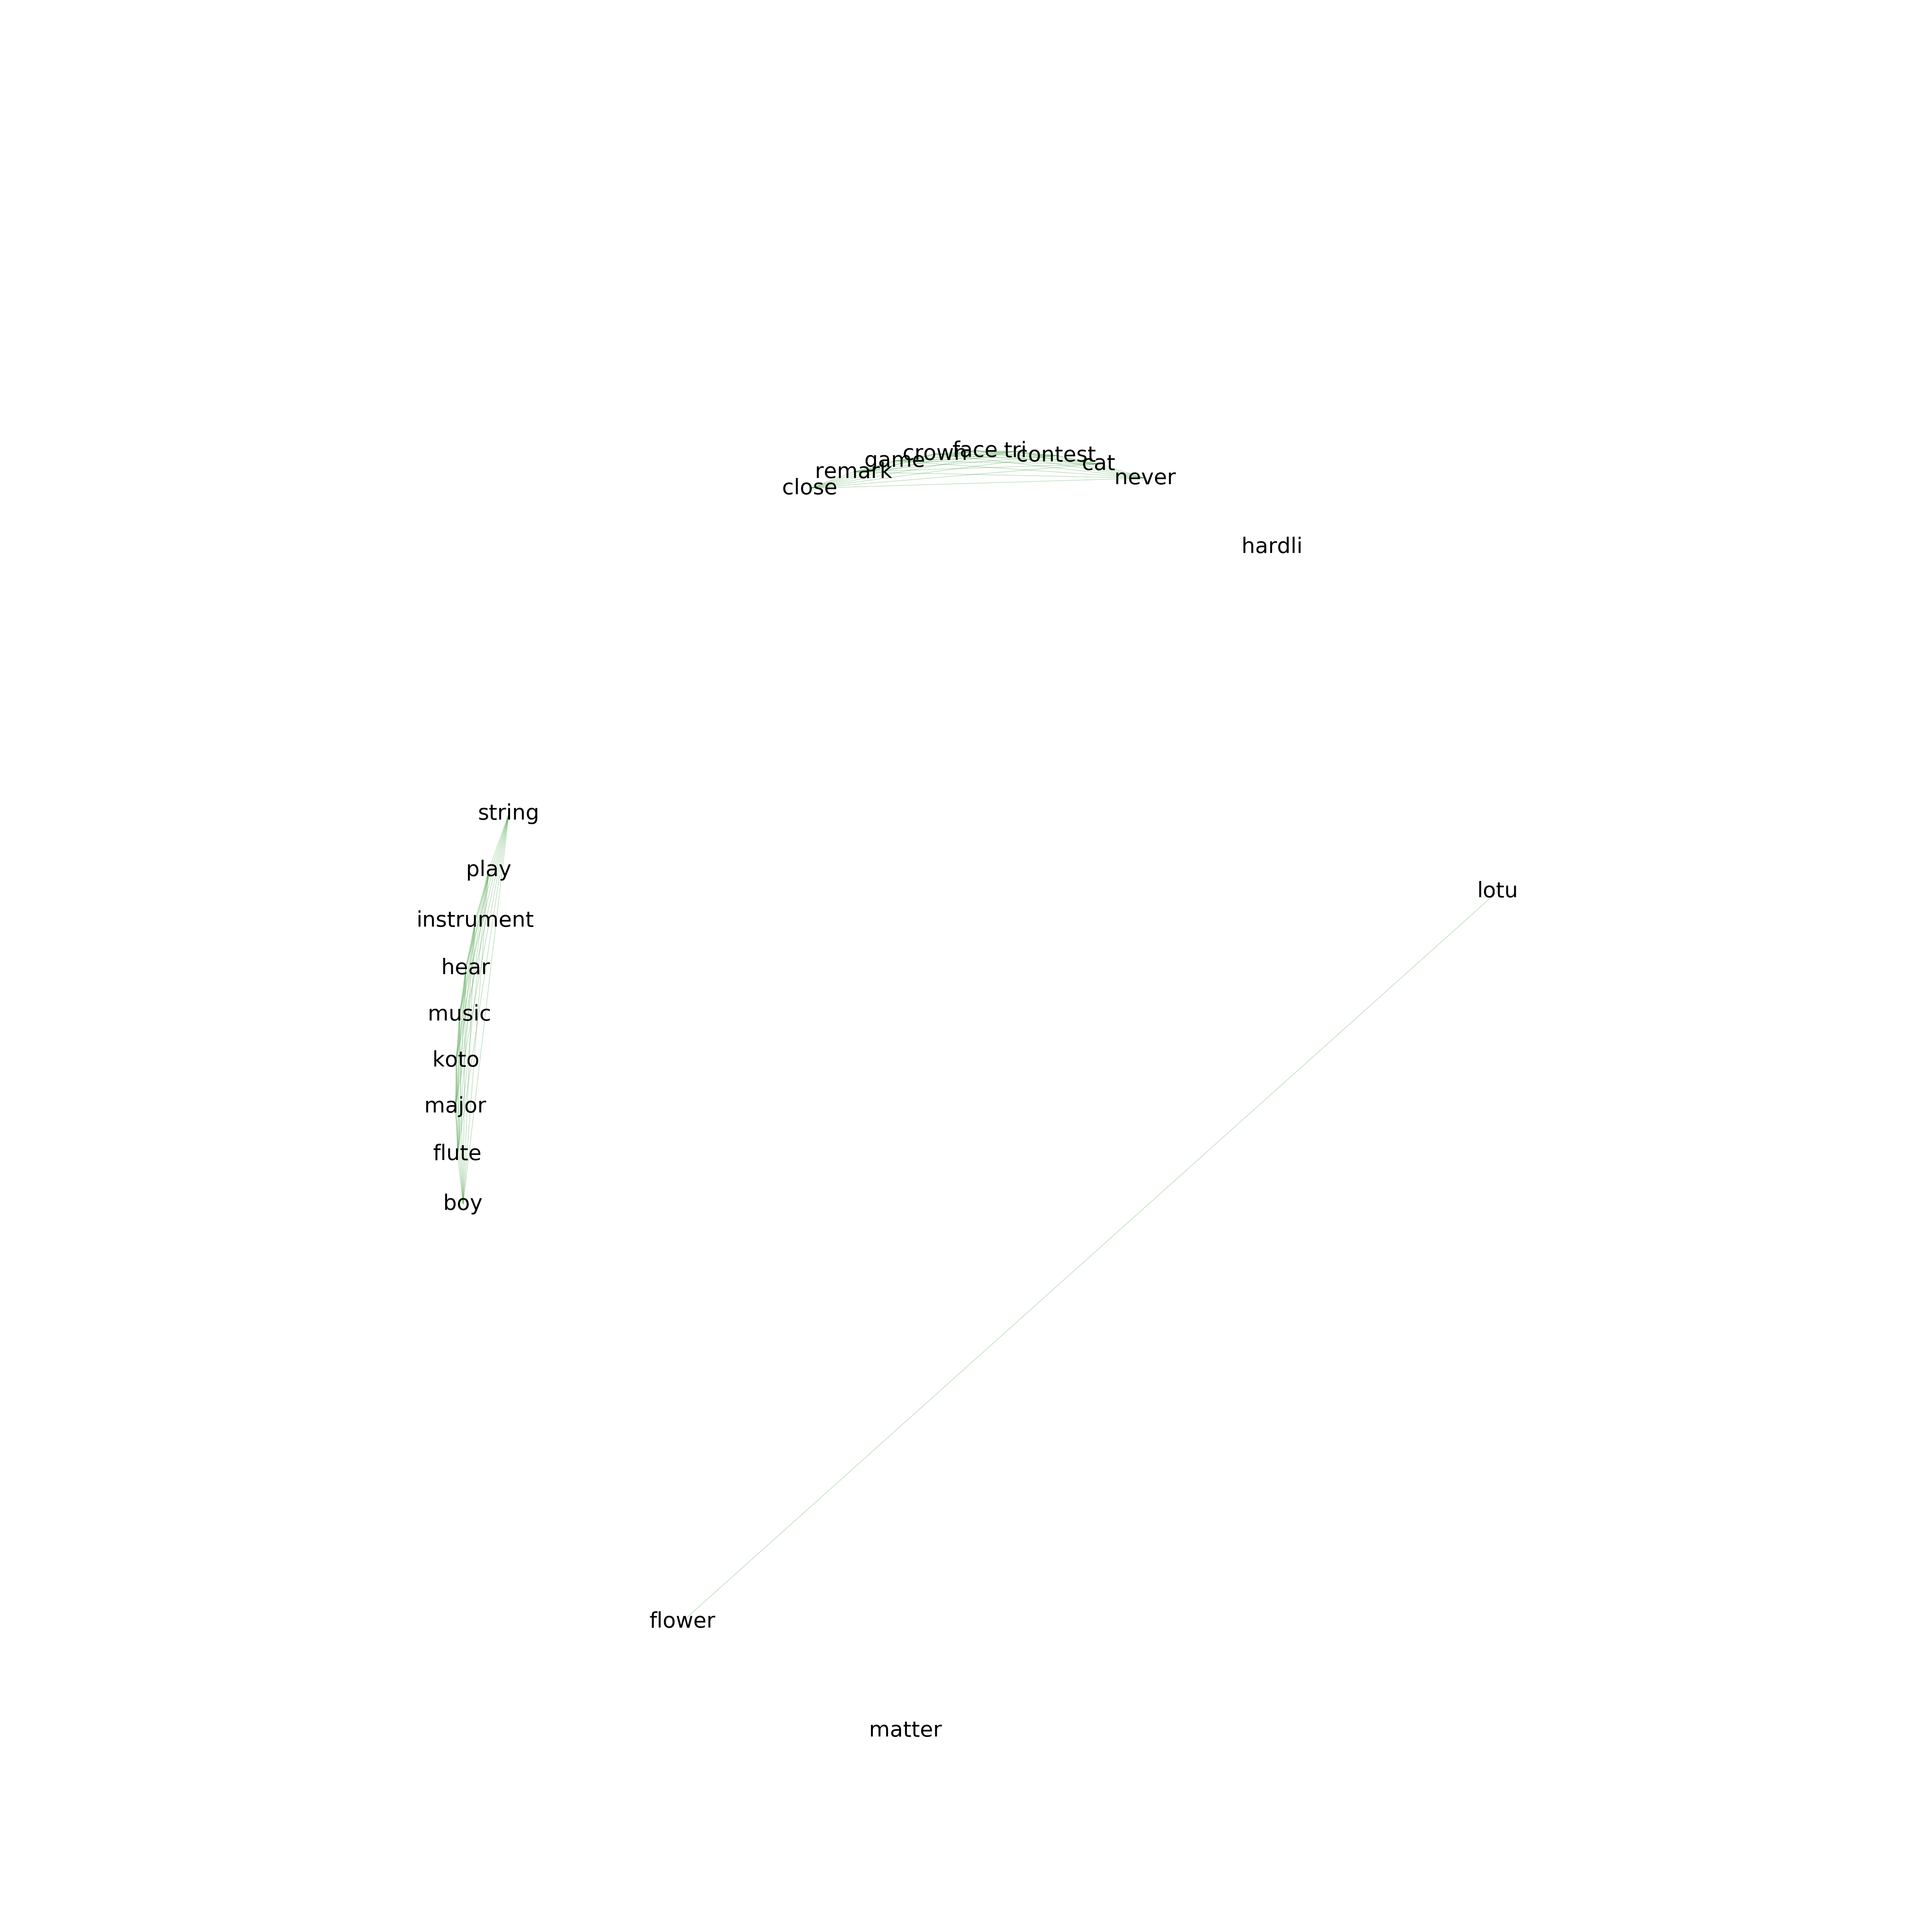 face
tri
crown
contest
game
cat
remark
never
close
hardli
string
play
lotu
instrument
hear
music
koto
major
flute
boy
flower
matter